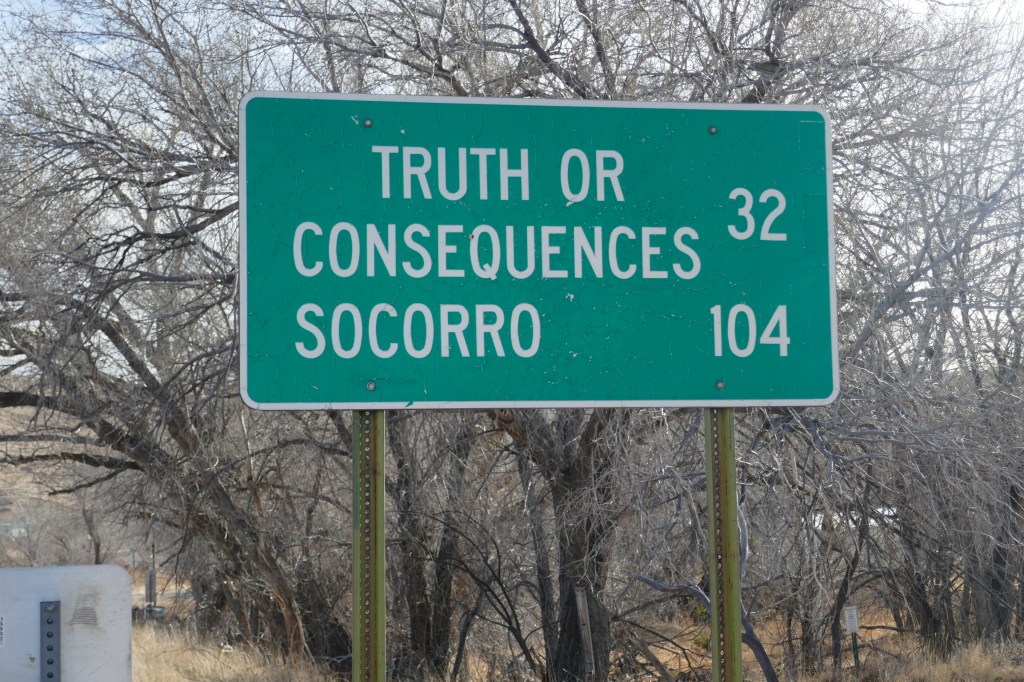 TRUTH OR
CONSEQUENCES 32
SOCORRO 104